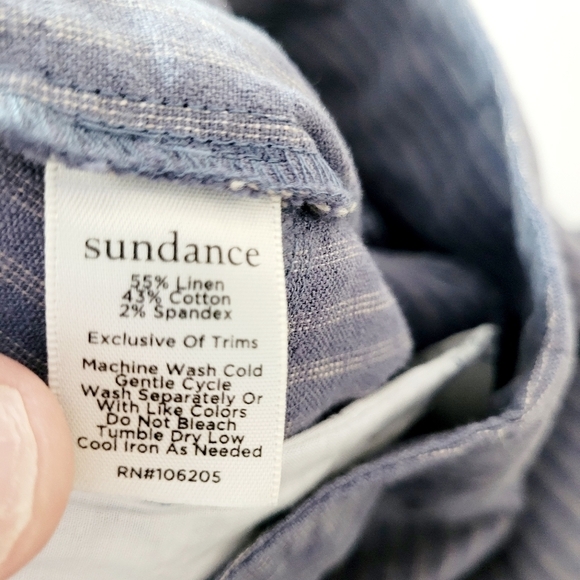 sundance
55% Linen
43% Cotton
2% Spandex
Exclusive Of Trims
Machine Wash Cold
Gentle Cycle
Wash Separately Or
With Like Colors
Do Not Bleach
Tumble Dry Low
Cool Iron As Needed
RN#106205